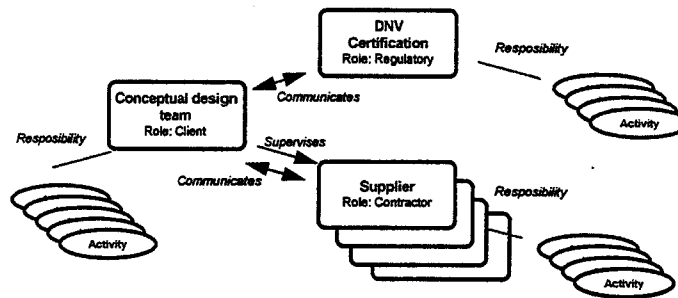 DNV
Certification
Role: Regulatory
Resposibility
Communicates
Activity
Conceptual design
team
Role: Client
Resposibility
Supervises
Communicates
Supplier
Role: Contractor
Resposibility
Activity
Activity